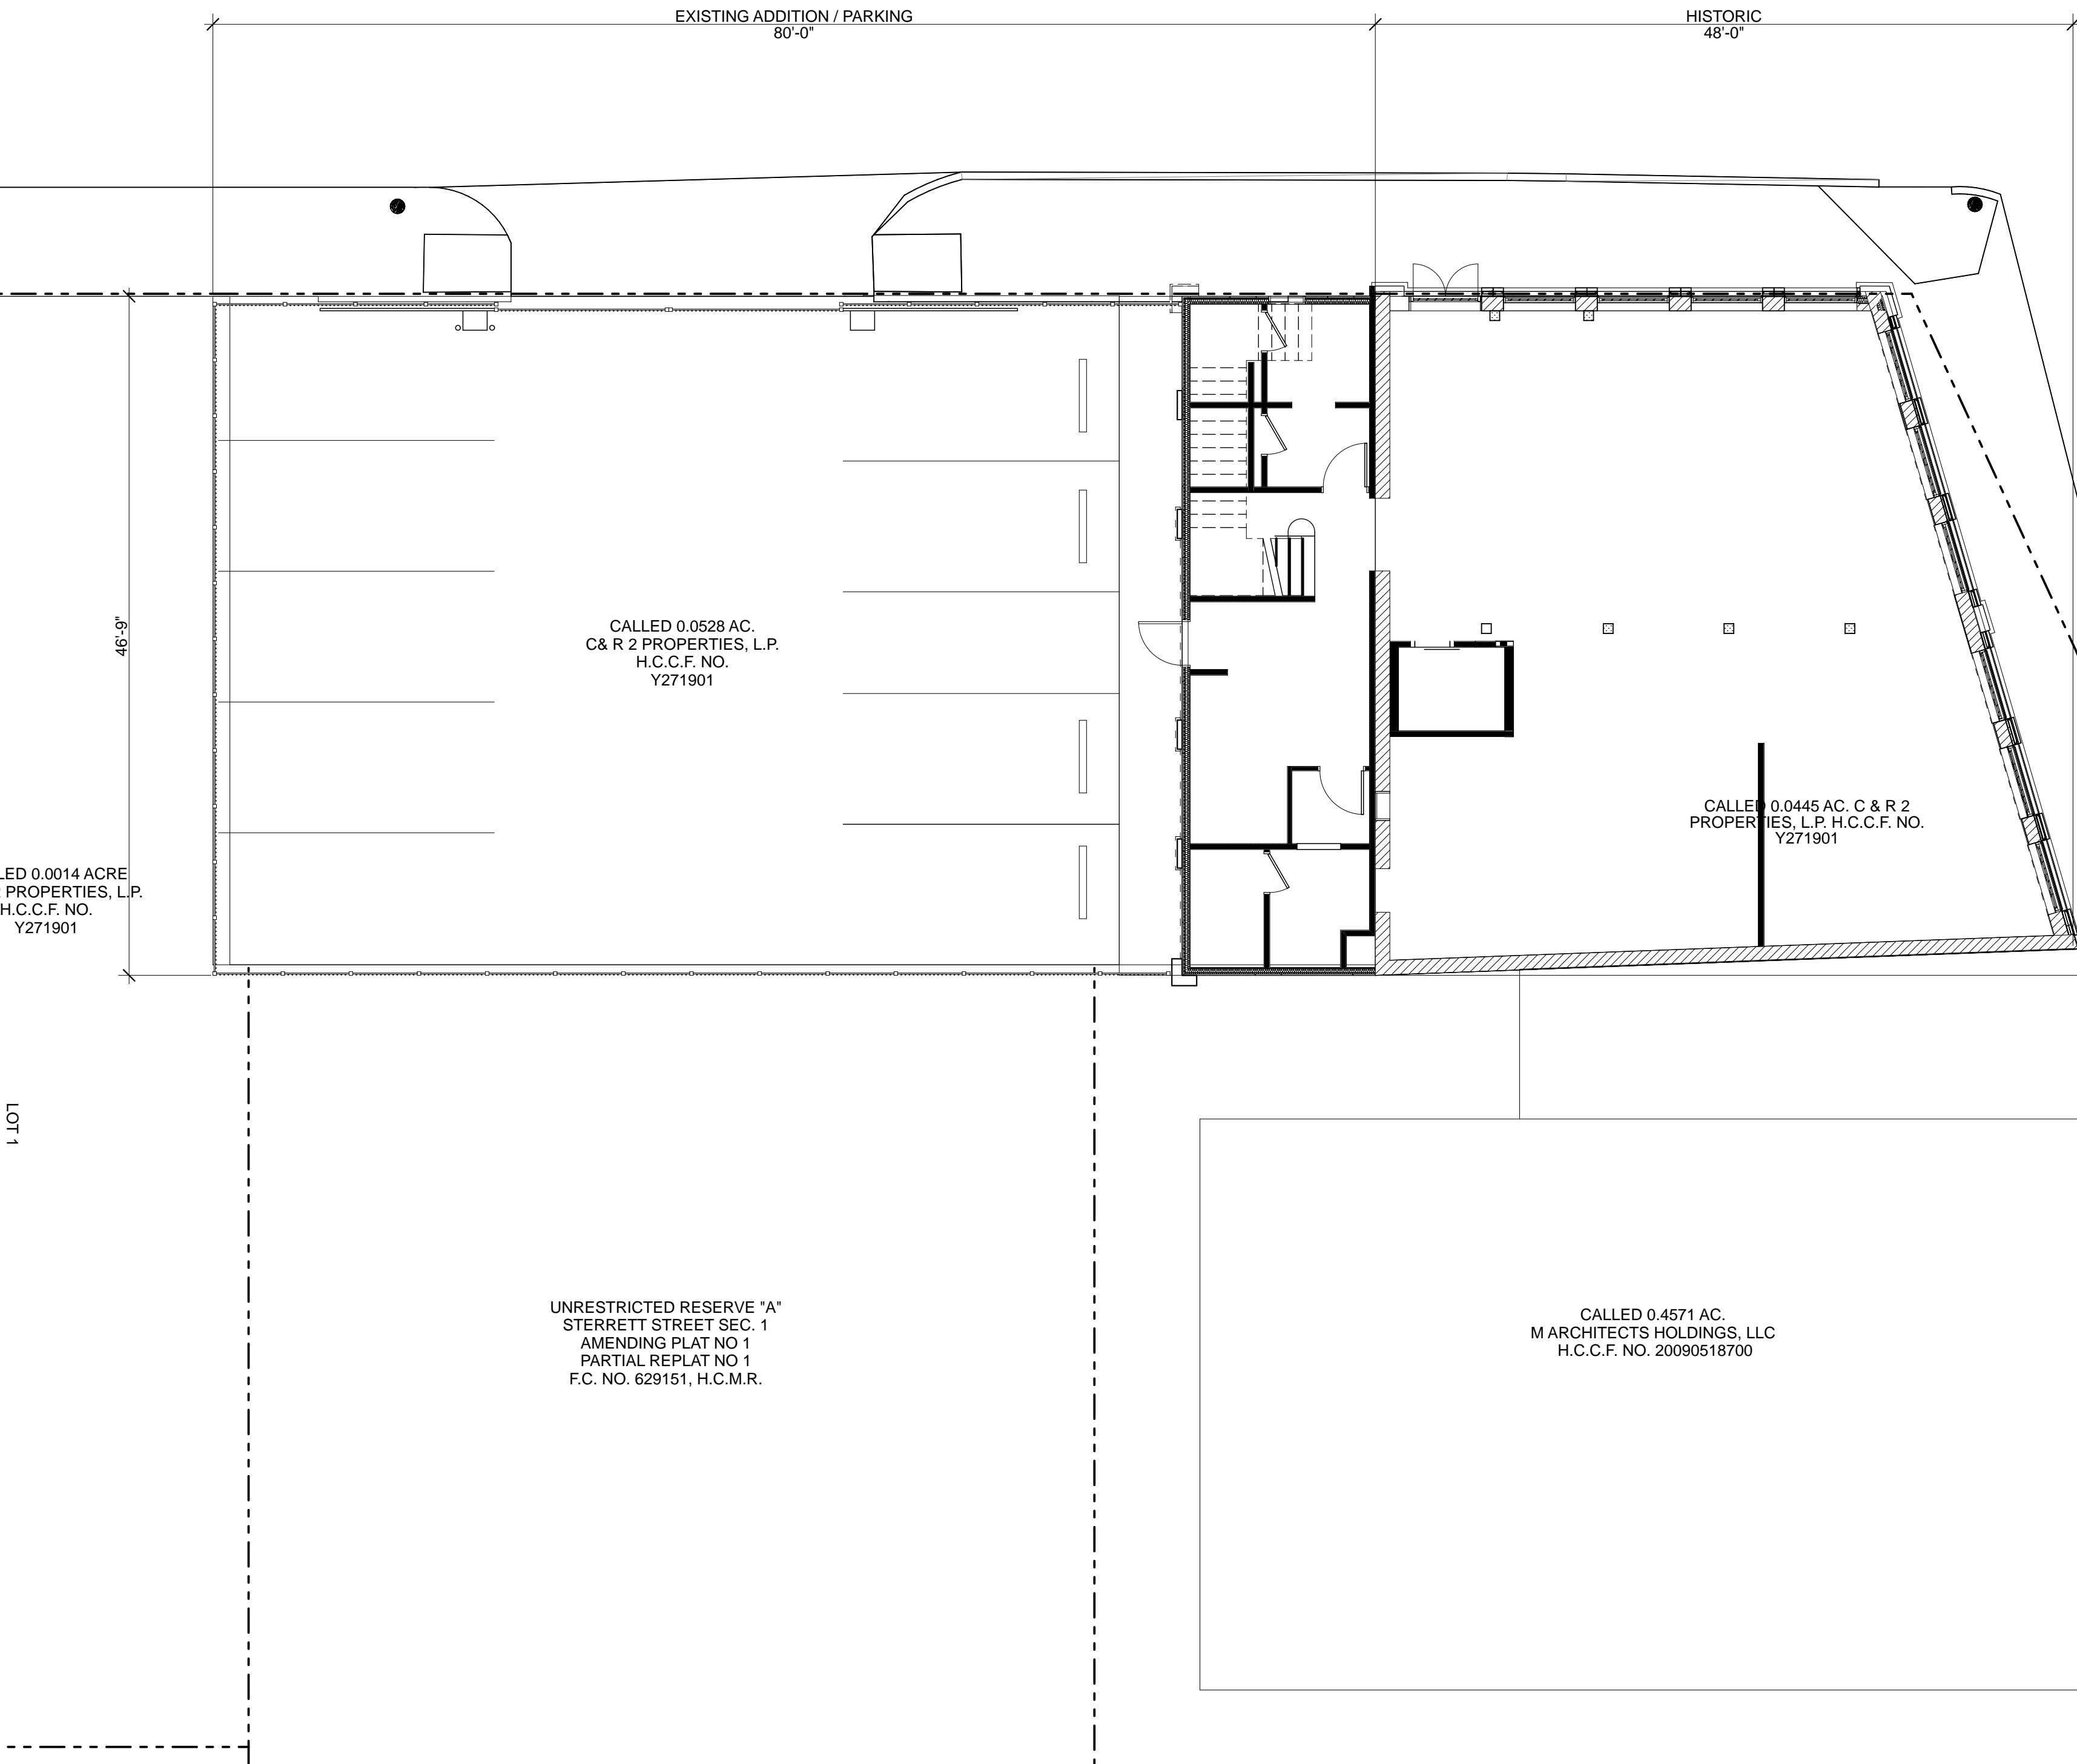 EXISTING ADDITION / PARKING
80'-0"
HISTORIC
48'-0"
46'-9"
CALLED 0.0528 AC.
C& R 2 PROPERTIES, L.P.
H.C.C.F. NO.
Y271901
CALLED 0.0445 AC. C & R 2
PROPERTIES, L.P. H.C.C.F. NO.
Y271901
0.0014 ACRE
PROPERTIES, L.P.
H.C.C.F. NO.
Y271901
LOT 1
UNRESTRICTED RESERVE "A"
STERRETT STREET SEC. 1
AMENDING PLAT NO 1
PARTIAL REPLAT NO 1
F.C. NO. 629151, H.C.M.R.
CALLED 0.4571 AC.
M ARCHITECTS HOLDINGS, LLC
H.C.C.F. NO. 20090518700